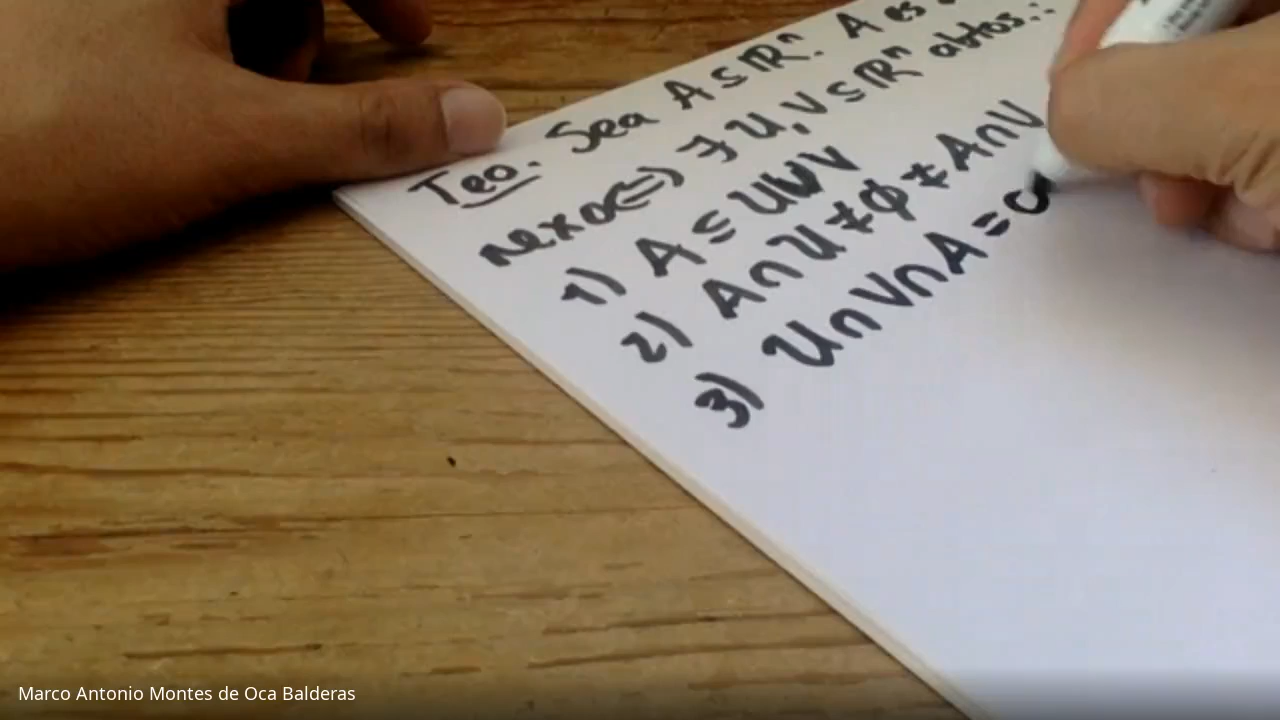 Teo. Sea A ⊆ ℝⁿ. A es
nexo (⇔) ∃ U, V ⊆ ℝⁿ abtos.:
1) A ⊆ U∪V
2) A∩U ≠ ∅ ≠ A∩V
3) U∩V∩A =
Marco Antonio Montes de Oca Balderas